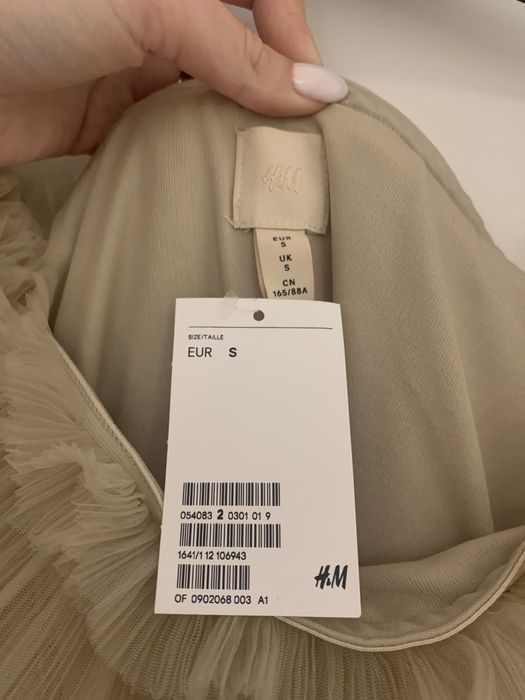 H&M
EUR
S
UK
S
CN
165/88A
SIZE/TAILLE
EUR S
054083 2 0301 01 9
1641/1 12 106943
H&M
OF 0902068 003 A1